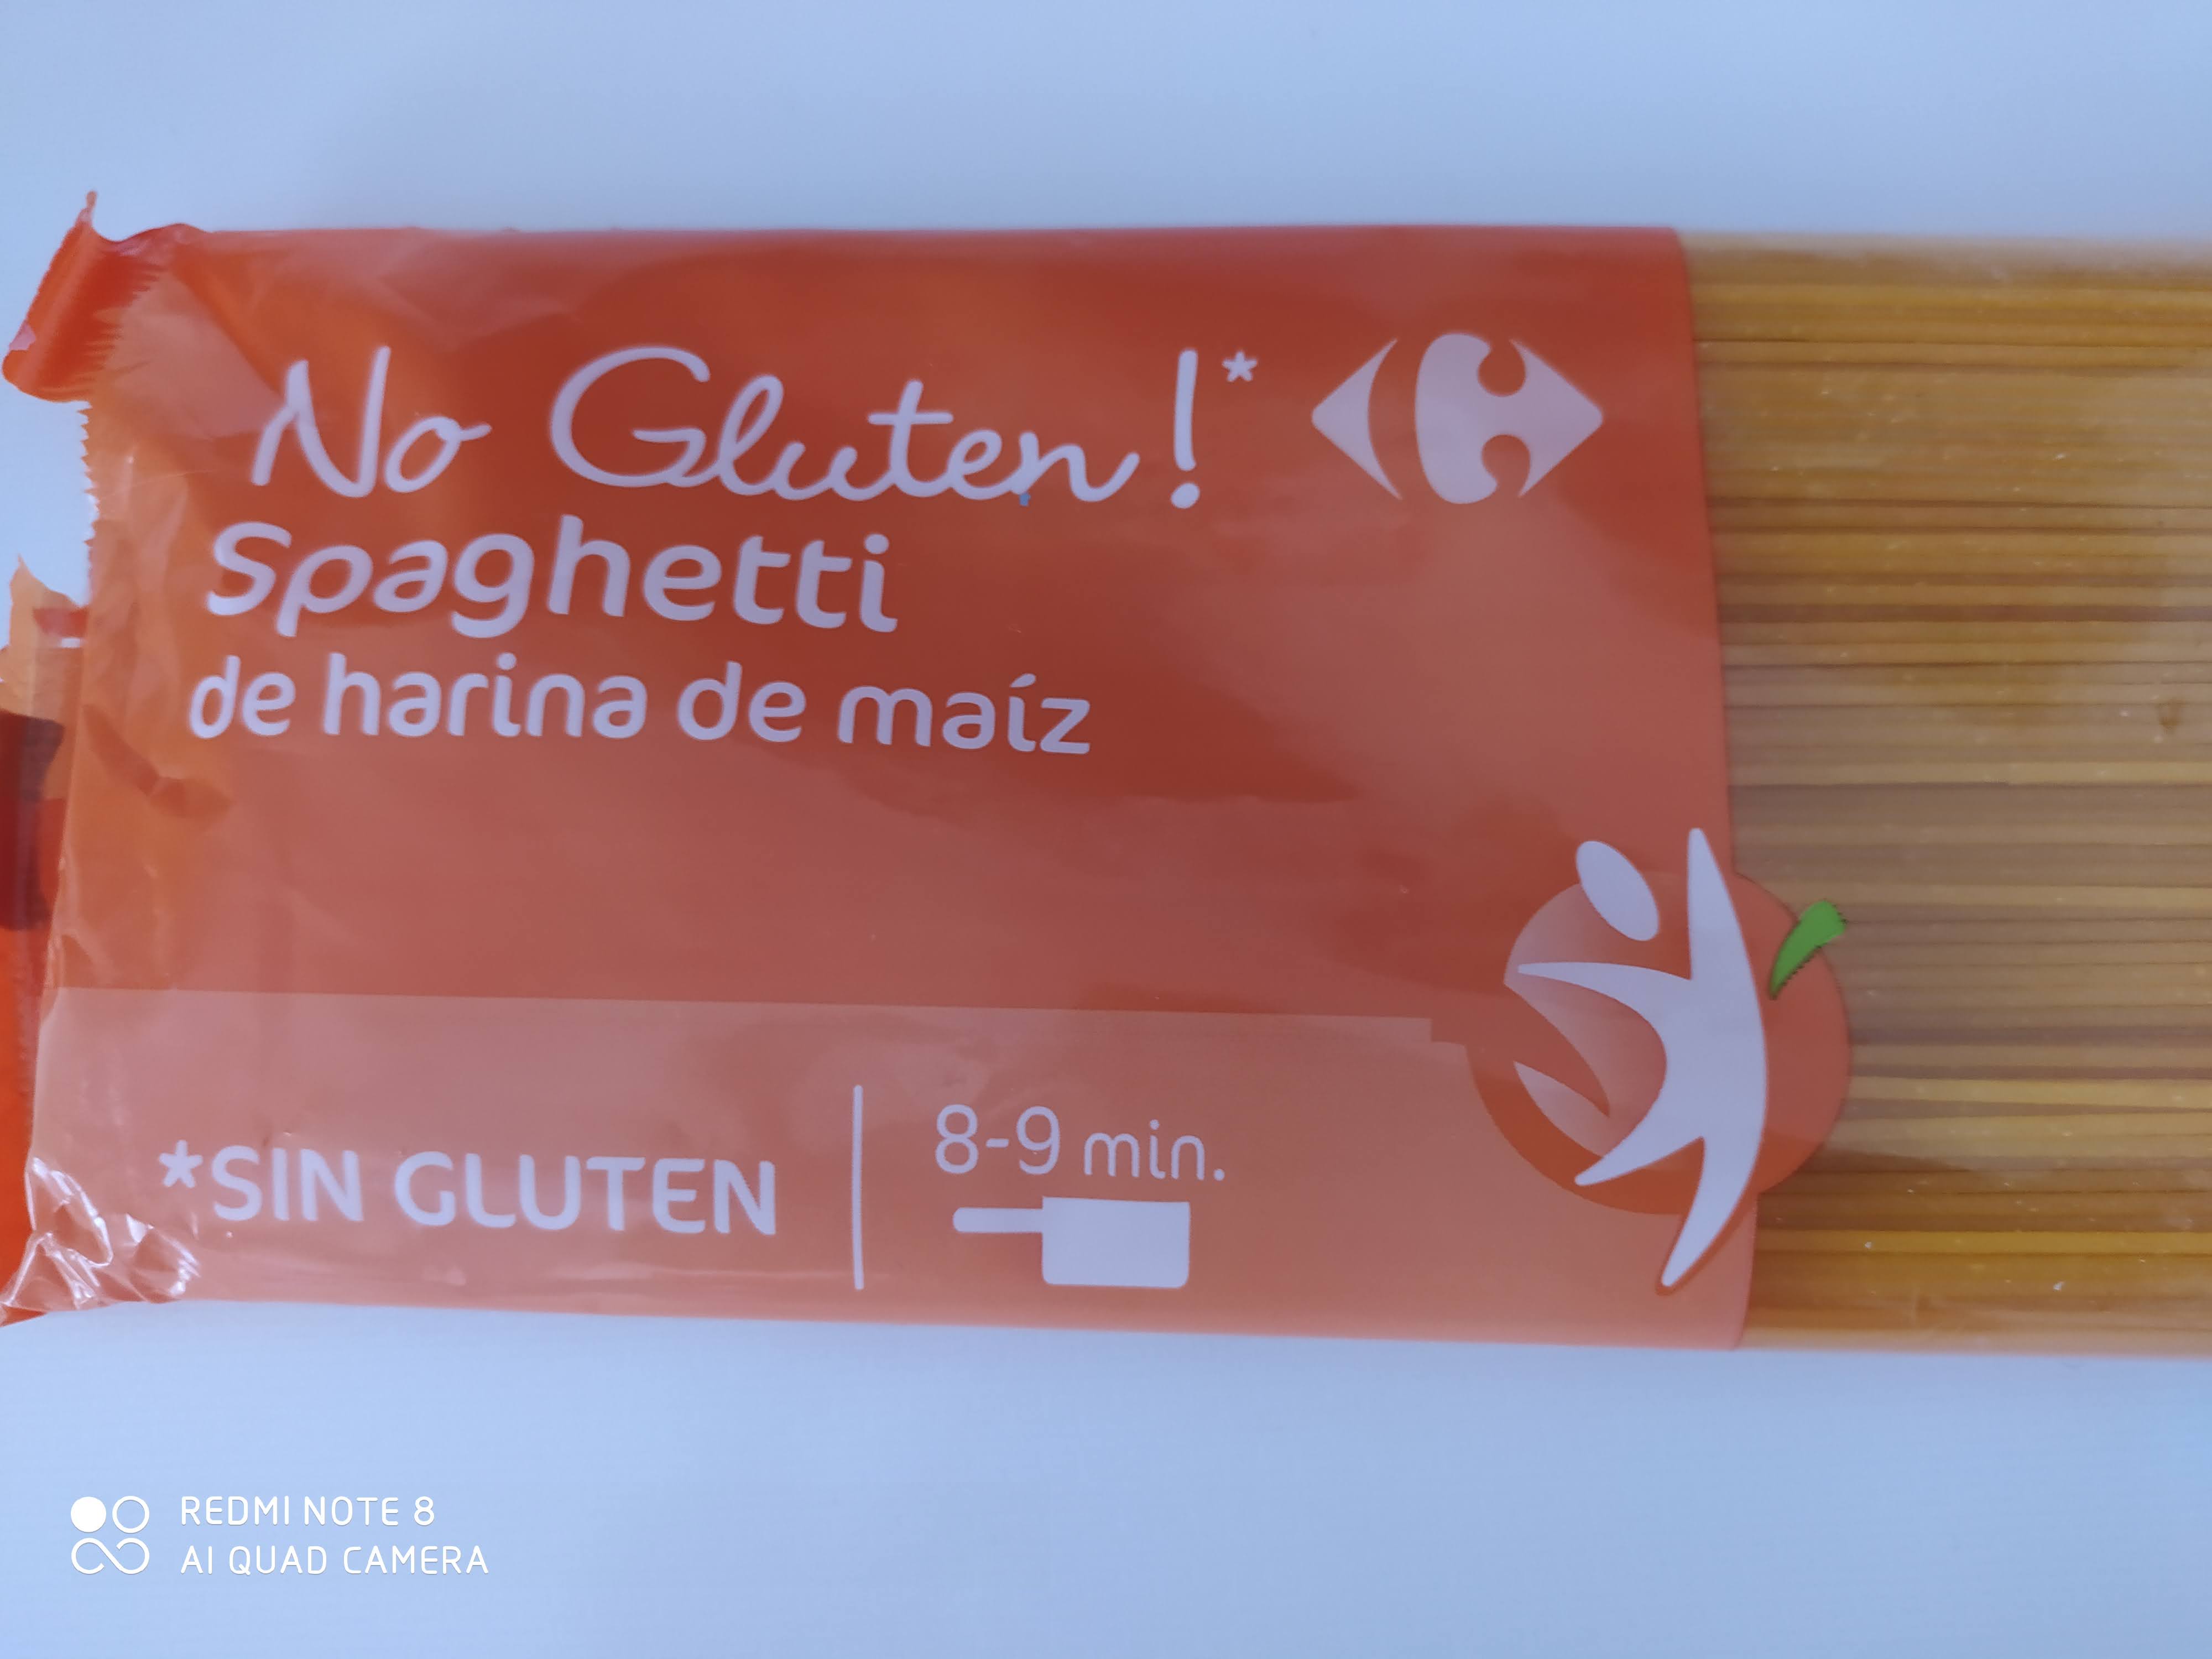 No Gluten!*
Spaghetti
de harina de maíz
*SIN GLUTEN
8-9 min.
REDMI NOTE 8
AI QUAD CAMERA